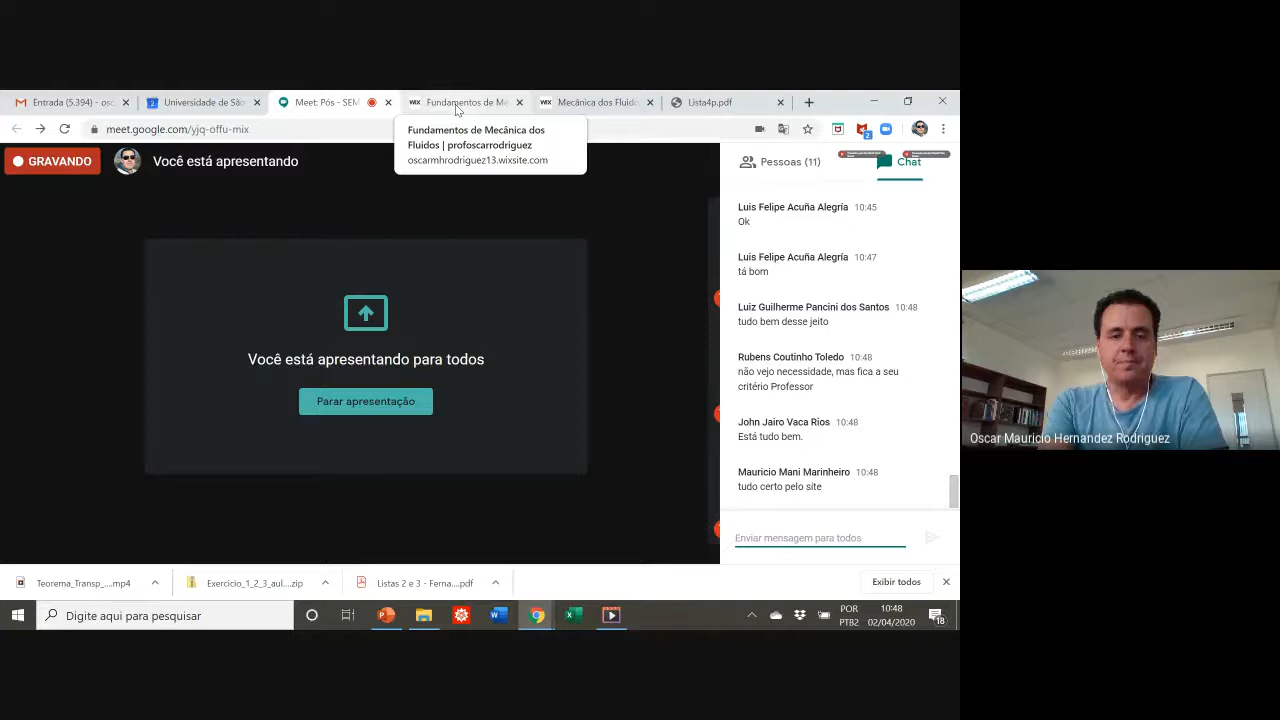 Entrada (5.394) - osc
Universidade de São
Meet: Pós - SEM
WIX
Fundamentos de Me
WIX
Mecânica dos Fluido
Lista4p.pdf
meet.google.com/yjq-offu-mix
2
Fundamentos de Mecânica dos
Fluidos | profoscarrodriguez
oscarmhrodriguez13.wixsite.com
GRAVANDO
Você está apresentando
Pessoas (11)
Chat
Luis Felipe Acuña Alegría 10:45
Ok
Luis Felipe Acuña Alegría 10:47
tá bom
Luiz Guilherme Pancini dos Santos 10:48
tudo bem desse jeito
Rubens Coutinho Toledo 10:48
não vejo necessidade, mas fica a seu
critério Professor
John Jairo Vaca Rios 10:48
Está tudo bem.
Mauricio Mani Marinheiro 10:48
tudo certo pelo site
Enviar mensagem para todos
Você está apresentando para todos
Parar apresentação
Oscar Mauricio Hernandez Rodriguez
Teorema_Transp_....mp4
Exercicio_1_2_3_aul....zip
Listas 2 e 3 - Ferna....pdf
Exibir todos
Digite aqui para pesquisar
POR
PTB2
10:48
02/04/2020
18